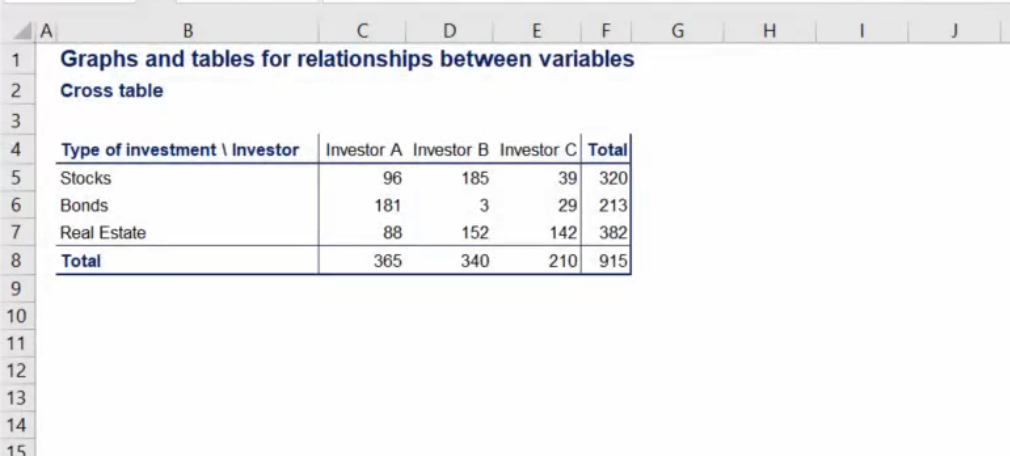 A B C D E F G H I J
1 Graphs and tables for relationships between variables
2 Cross table
3
4 Type of investment \ Investor Investor A Investor B Investor C Total
5 Stocks 96 185 39 320
6 Bonds 181 3 29 213
7 Real Estate 88 152 142 382
8 Total 365 340 210 915
9
10
11
12
13
14
15